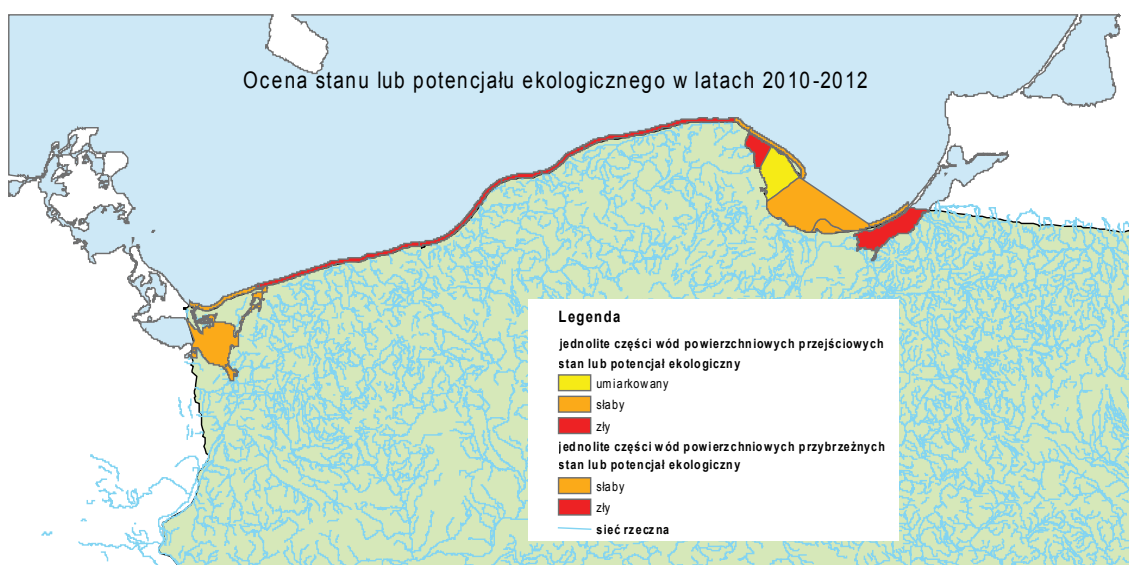 Ocena stanu lub potencjału ekologicznego w latach 2010-2012
Legenda
jednolite części wód powierzchniowych przejściowych
stan lub potencjał ekologiczny
umiarkowany
słaby
zły
jednolite części wód powierzchniowych przybrzeżnych
stan lub potencjał ekologiczny
słaby
zły
sieć rzeczna